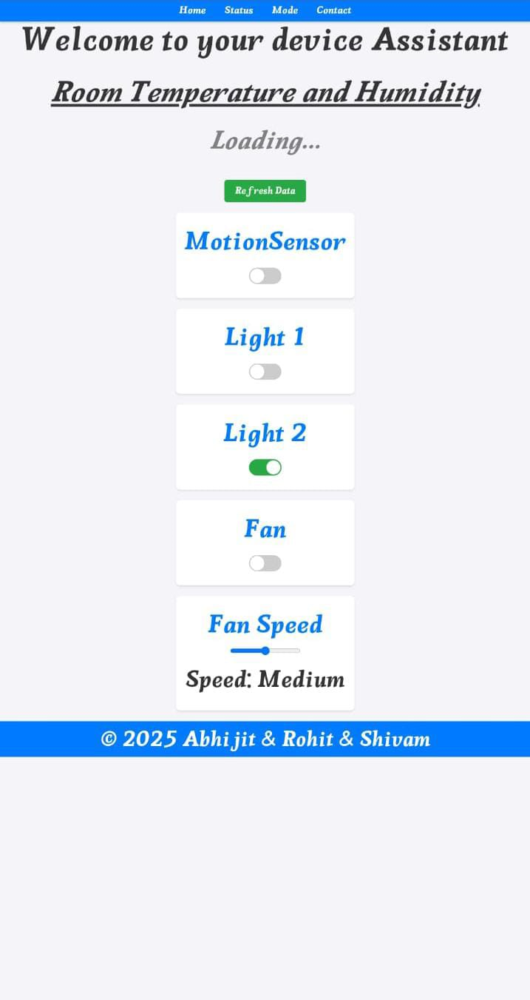 Home Status Mode Contact
Welcome to your device Assistant
Room Temperature and Humidity
Loading...
Refresh Data
MotionSensor
Light 1
Light 2
Fan
Fan Speed
Speed: Medium
© 2025 Abhijit & Rohit & Shivam